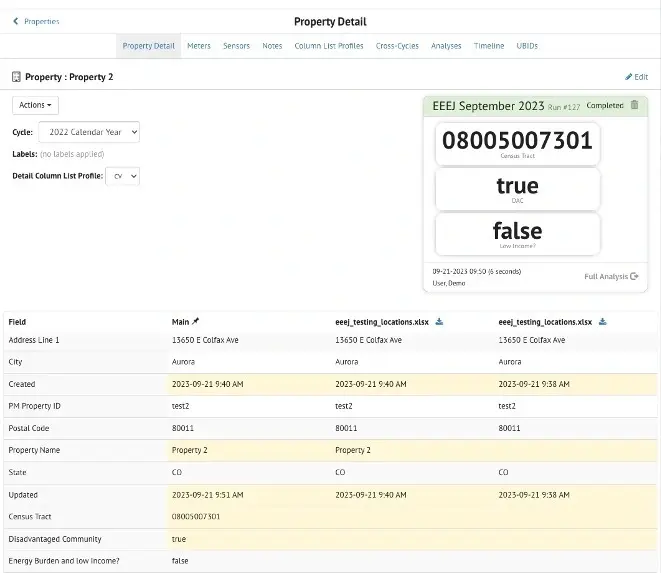 Properties
Property Detail
Property Detail Meters Sensors Notes Column List Profiles Cross-Cycles Analyses Timeline UBIDs
Property : Property 2 Edit
Actions
Cycle: 2022 Calendar Year
Labels: (no labels applied)
Detail Column List Profile: cv
EEEJ September 2023 Run #127 Completed
08005007301
Census Tract
true
DAC
false
Low Income?
09-21-2023 09:50 (6 seconds)
User, Demo
Full Analysis
Field Main eeej_testing_locations.xlsx eeej_testing_locations.xlsx
Address Line 1 13650 E Colfax Ave 13650 E Colfax Ave 13650 E Colfax Ave
City Aurora Aurora Aurora
Created 2023-09-21 9:40 AM 2023-09-21 9:40 AM 2023-09-21 9:38 AM
PM Property ID test2 test2 test2
Postal Code 80011 80011 80011
Property Name Property 2 Property 2
State CO CO CO
Updated 2023-09-21 9:51 AM 2023-09-21 9:40 AM 2023-09-21 9:38 AM
Census Tract 08005007301
Disadvantaged Community true
Energy Burden and low Income? false